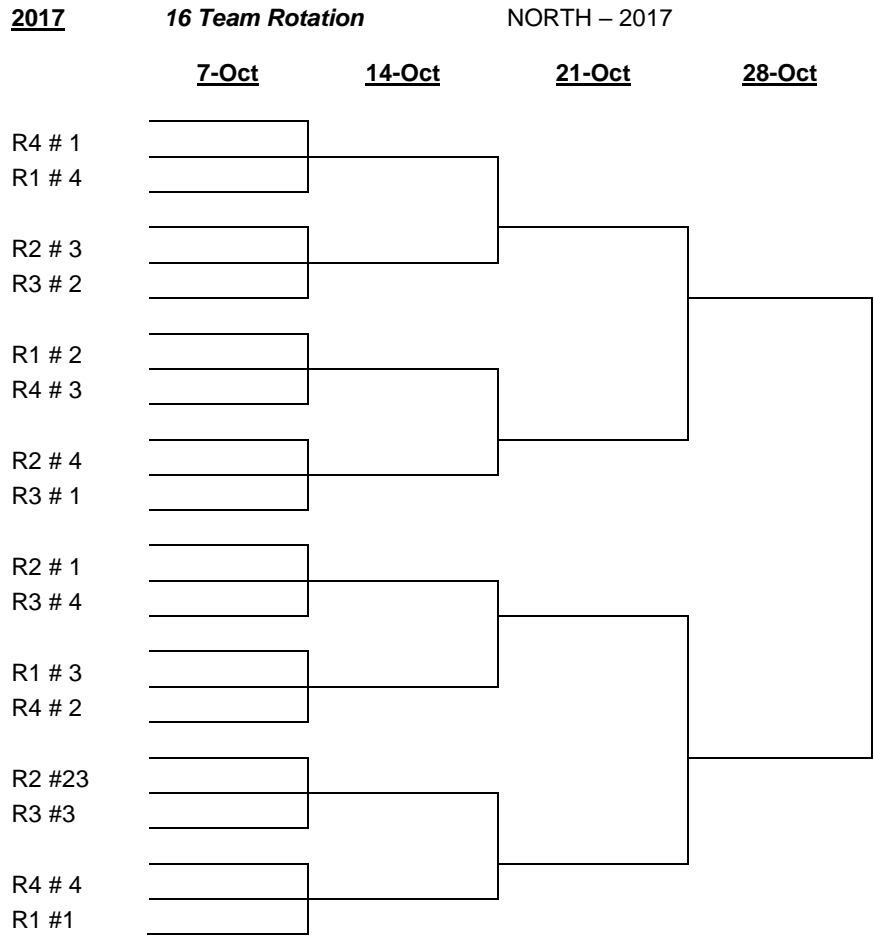 2017 16 Team Rotation NORTH – 2017
7-Oct 14-Oct 21-Oct 28-Oct
R4 # 1
R1 # 4
R2 # 3
R3 # 2
R1 # 2
R4 # 3
R2 # 4
R3 # 1
R2 # 1
R3 # 4
R1 # 3
R4 # 2
R2 #23
R3 #3
R4 # 4
R1 #1